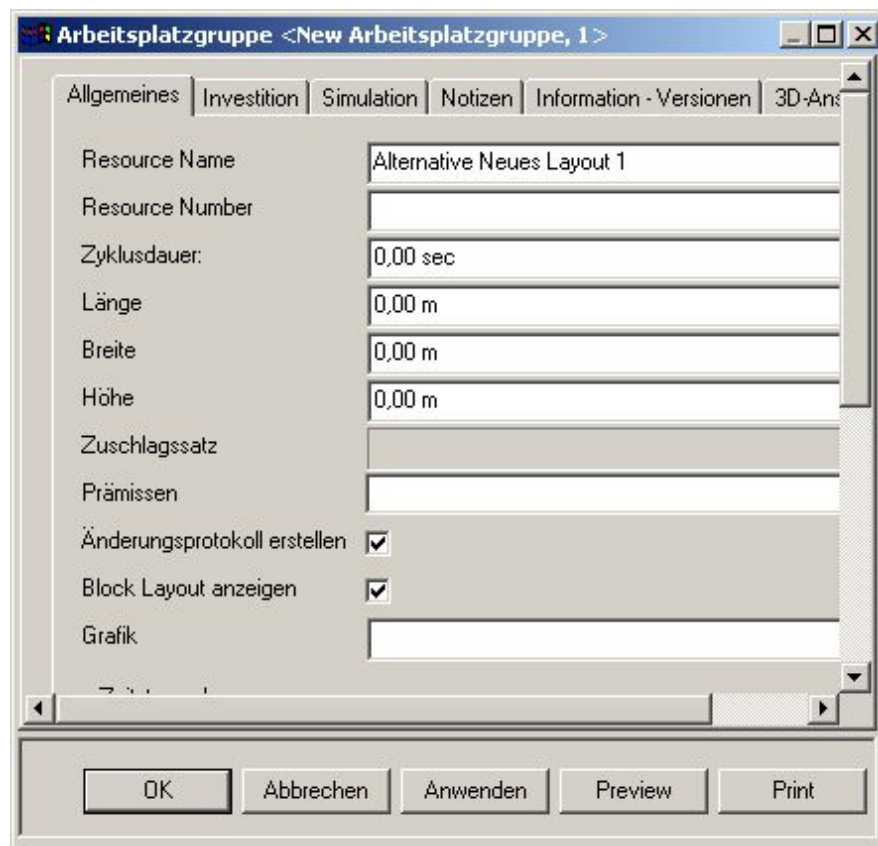 Arbeitsplatzgruppe <New Arbeitsplatzgruppe, 1>
Allgemeines Investition Simulation Notizen Information - Versionen 3D-Ans
Resource Name Alternative Neues Layout 1
Resource Number
Zyklusdauer: 0,00 sec
Länge 0,00 m
Breite 0,00 m
Höhe 0,00 m
Zuschlagssatz
Prämissen
Änderungsprotokoll erstellen
Block Layout anzeigen
Grafik
OK Abbrechen Anwenden Preview Print